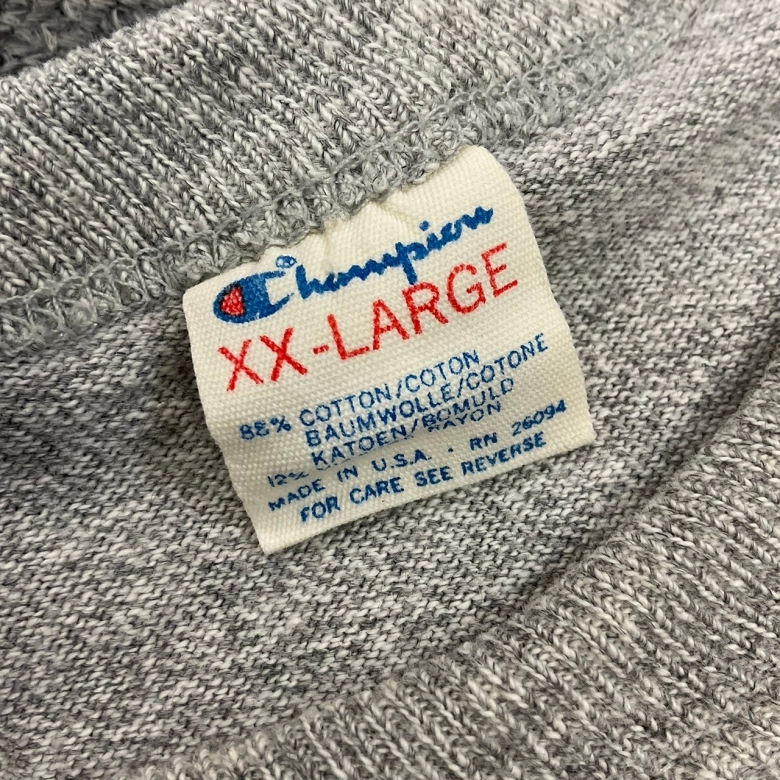 Champion®
XX-LARGE
88% COTTON/COTON
BAUMWOLLE/COTONE
KATOEN/BOMULD
12% RAYON
MADE IN U.S.A. · RN 26094
FOR CARE SEE REVERSE